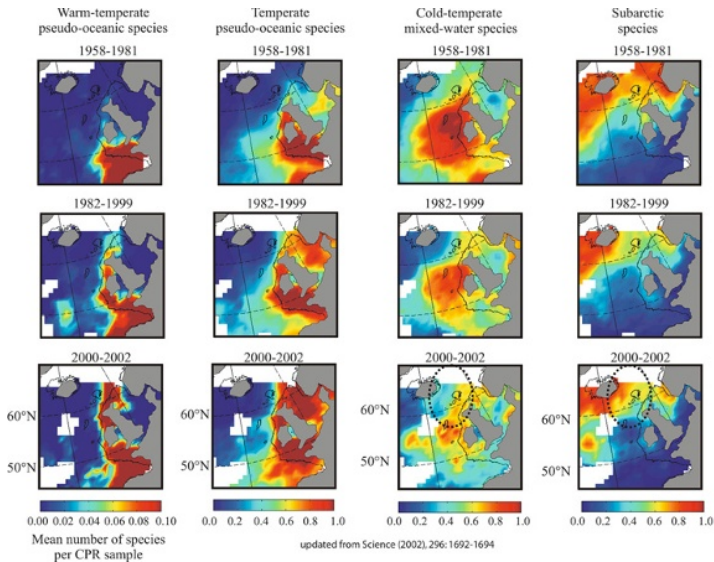 Warm-temperate
pseudo-oceanic species
Temperate
pseudo-oceanic species
Cold-temperate
mixed-water species
Subarctic
species
1958-1981
1958-1981
1958-1981
1958-1981
1982-1999
1982-1999
1982-1999
1982-1999
2000-2002
2000-2002
2000-2002
2000-2002
60°N
50°N
60°N
50°N
60°N
50°N
60°N
50°N
0.00 0.02 0.04 0.06 0.08 0.10
0.0 0.2 0.4 0.6 0.8 1.0
0.0 0.2 0.4 0.6 0.8 1.0
0.0 0.2 0.4 0.6 0.8 1.0
Mean number of species
per CPR sample
updated from Science (2002), 296: 1692-1694